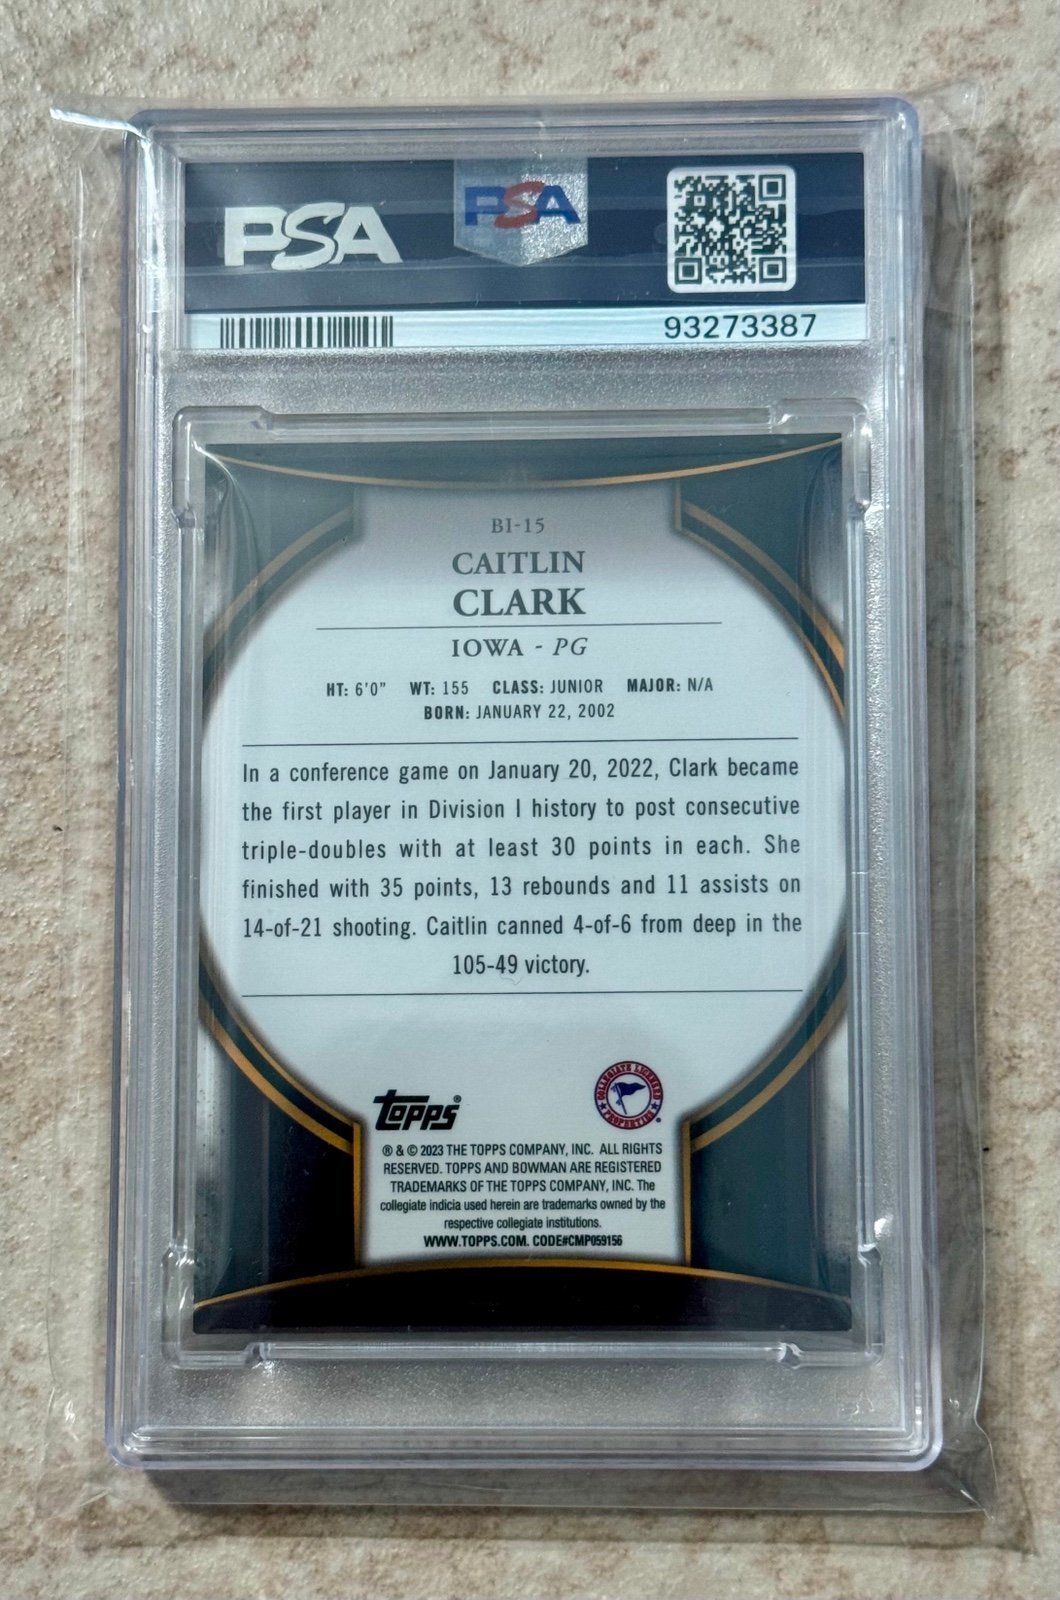 PSA
PSA
93273387
BI-15
CAITLIN
CLARK
IOWA - PG
HT: 6'0" WT: 155 CLASS: JUNIOR MAJOR: N/A
BORN: JANUARY 22, 2002
In a conference game on January 20, 2022, Clark became
the first player in Division I history to post consecutive
triple-doubles with at least 30 points in each. She
finished with 35 points, 13 rebounds and 11 assists on
14-of-21 shooting. Caitlin canned 4-of-6 from deep in the
105-49 victory.
topps®
COLLEGIATE LICENSED
PROPERTIES ®
® & © 2023 THE TOPPS COMPANY, INC. ALL RIGHTS
RESERVED. TOPPS AND BOWMAN ARE REGISTERED
TRADEMARKS OF THE TOPPS COMPANY, INC. The
collegiate indicia used herein are trademarks owned by the
respective collegiate institutions.
WWW.TOPPS.COM. CODE#CMP059156